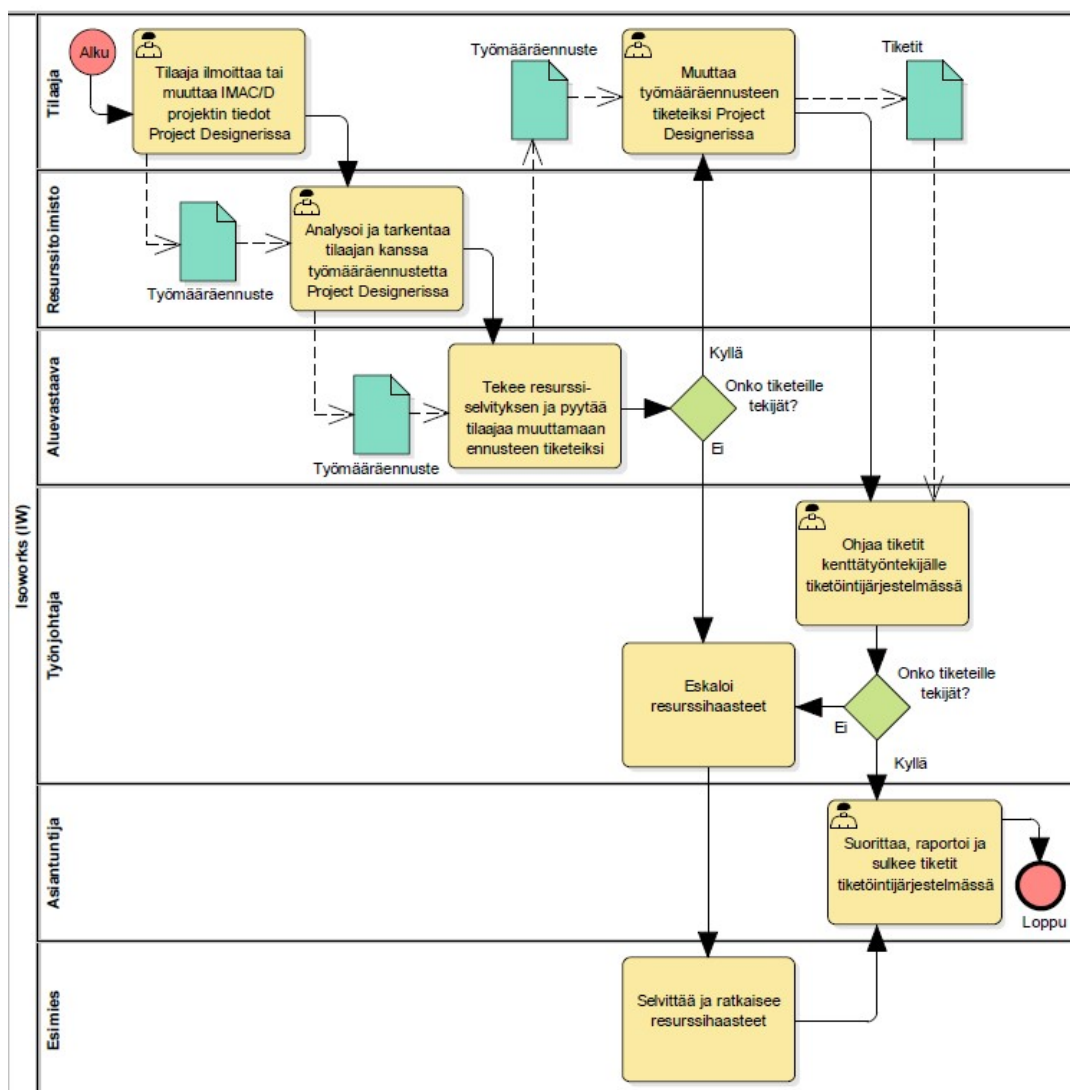 Isoworks (IW)
Tilaaja
Alku
Tilaaja ilmoittaa tai
muuttaa IMAC/D
projektin tiedot
Project Designerissa
Työmääräennuste
Muuttaa
työmääräennusteen
tiketeiksi Project
Designerissa
Tiketit
Resurssitoimisto
Työmääräennuste
Analysoi ja tarkentaa
tilaajan kanssa
työmääräennustetta
Project Designerissa
Aluevastaava
Työmääräennuste
Tekee resurssi-
selvityksen ja pyytää
tilaajaa muuttamaan
ennusteen tiketeiksi
Kyllä
Onko tiketeille
tekijät?
Ei
Työnjohtaja
Ohjaa tiketit
kenttätyöntekijälle
tiketöintijärjestelmässä
Eskaloi
resurssihaasteet
Onko tiketeille
tekijät?
Ei
Kyllä
Asiantuntija
Suorittaa, raportoi ja
sulkee tiketit
tiketöintijärjestelmässä
Loppu
Esimies
Selvittää ja ratkaisee
resurssihaasteet